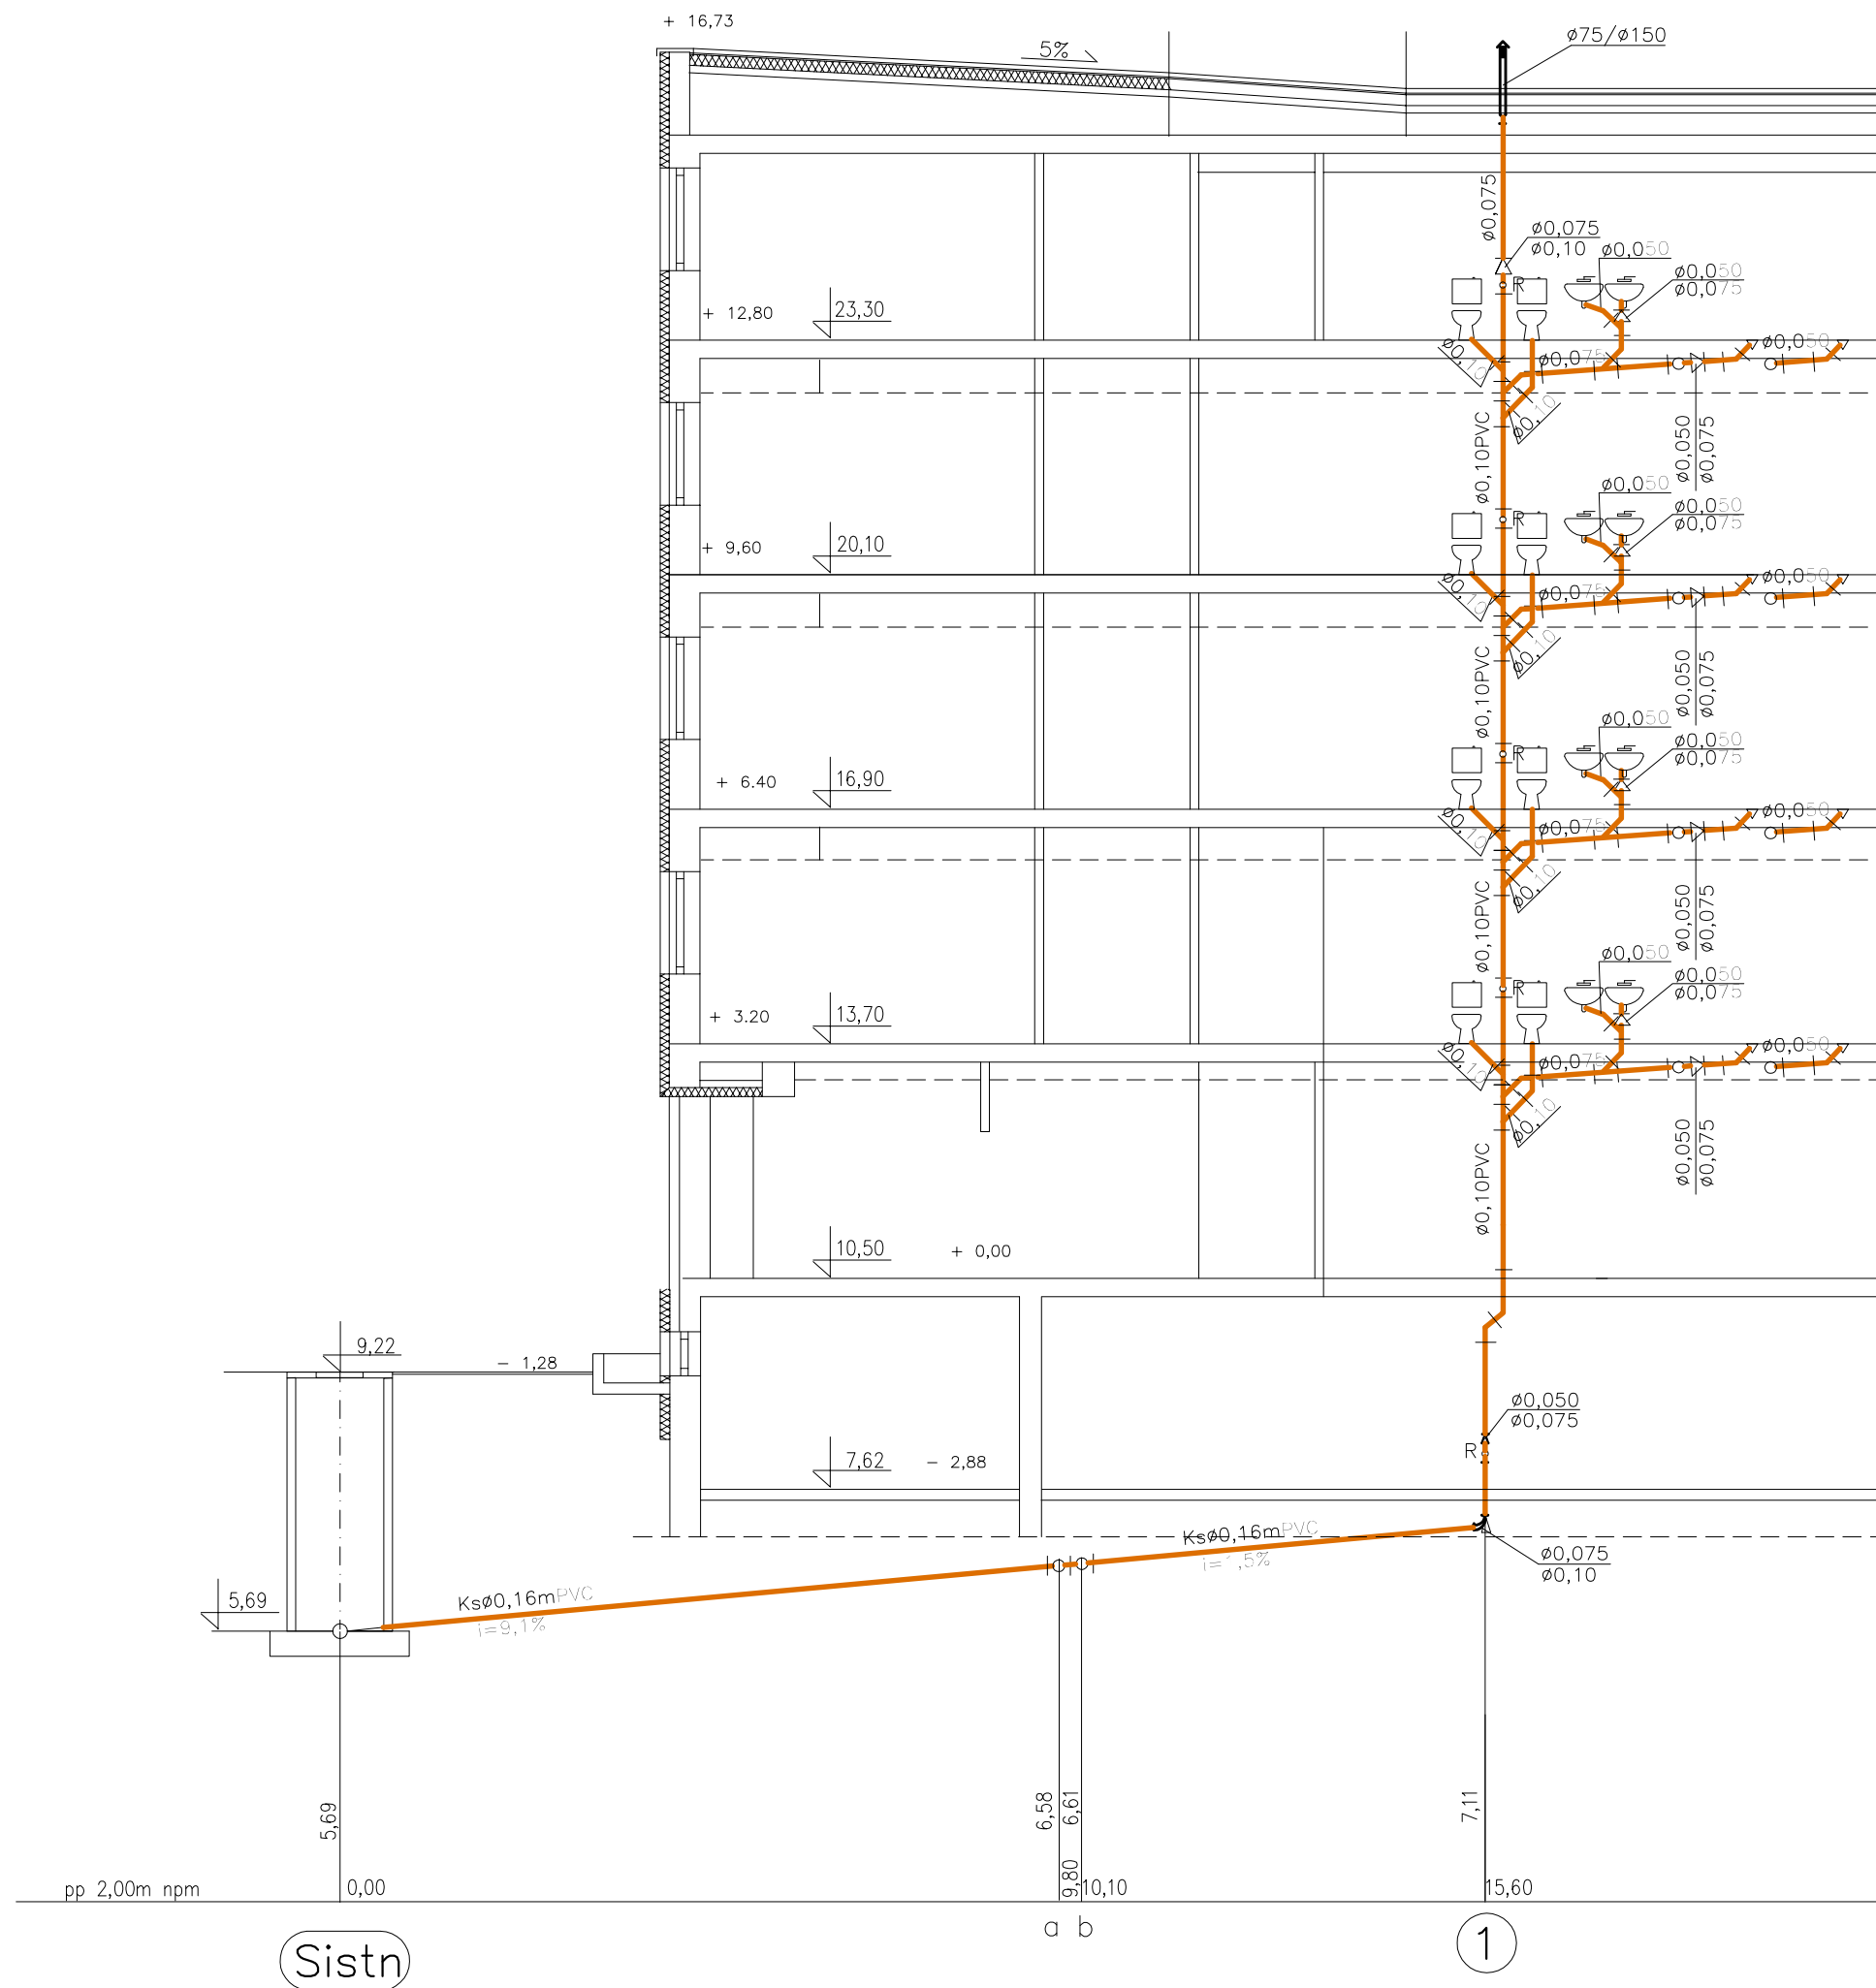 + 16,73
5%
ø75/ø150
ø0,075
ø0,075
ø0,10
ø0,050
ø0,050
ø0,075
R
+ 12,80
23,30
ø0,10
ø0,075
ø0,050
ø0,10
ø0,10PVC
ø0,050
ø0,075
ø0,050
ø0,050
ø0,075
R
+ 9,60
20,10
ø0,10
ø0,075
ø0,050
ø0,10
ø0,10PVC
ø0,050
ø0,075
ø0,050
ø0,050
ø0,075
R
+ 6.40
16,90
ø0,10
ø0,075
ø0,050
ø0,10
ø0,10PVC
ø0,050
ø0,075
ø0,050
ø0,050
ø0,075
R
+ 3.20
13,70
ø0,10
ø0,075
ø0,050
ø0,10
ø0,10PVC
ø0,050
ø0,075
10,50
+ 0,00
9,22
- 1,28
ø0,050
ø0,075
R
7,62
- 2,88
Ksø0,16mPVC
ø0,075
ø0,10
5,69
Ksø0,16mPVC
i=9,1%
5,69
6,58
6,61
7,11
pp 2,00m npm
0,00
9,80
10,10
15,60
a b
Sistn
1